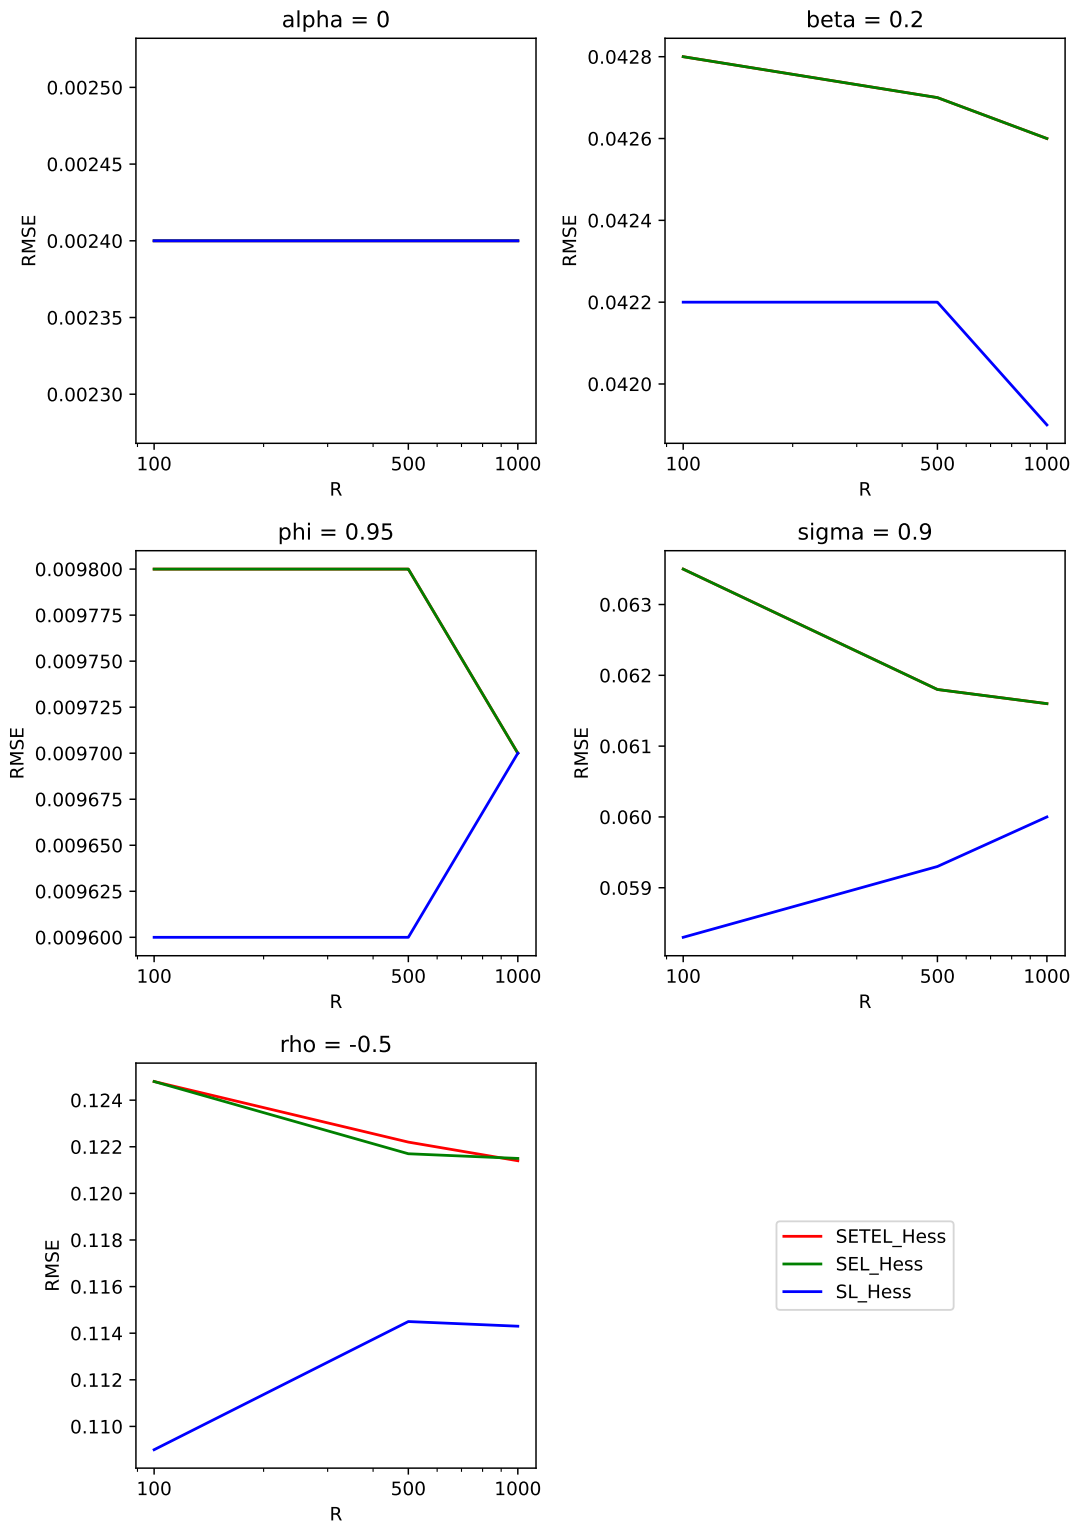 alpha = 0
0.00250
0.00245
0.00240
0.00235
0.00230
RMSE
100
500
1000
R
beta = 0.2
0.0428
0.0426
0.0424
0.0422
0.0420
RMSE
100
500
1000
R
phi = 0.95
0.009800
0.009775
0.009750
0.009725
0.009700
0.009675
0.009650
0.009625
0.009600
RMSE
100
500
1000
R
sigma = 0.9
0.063
0.062
0.061
0.060
0.059
RMSE
100
500
1000
R
rho = -0.5
0.124
0.122
0.120
0.118
0.116
0.114
0.112
0.110
RMSE
100
500
1000
R
SETEL_Hess
SEL_Hess
SL_Hess